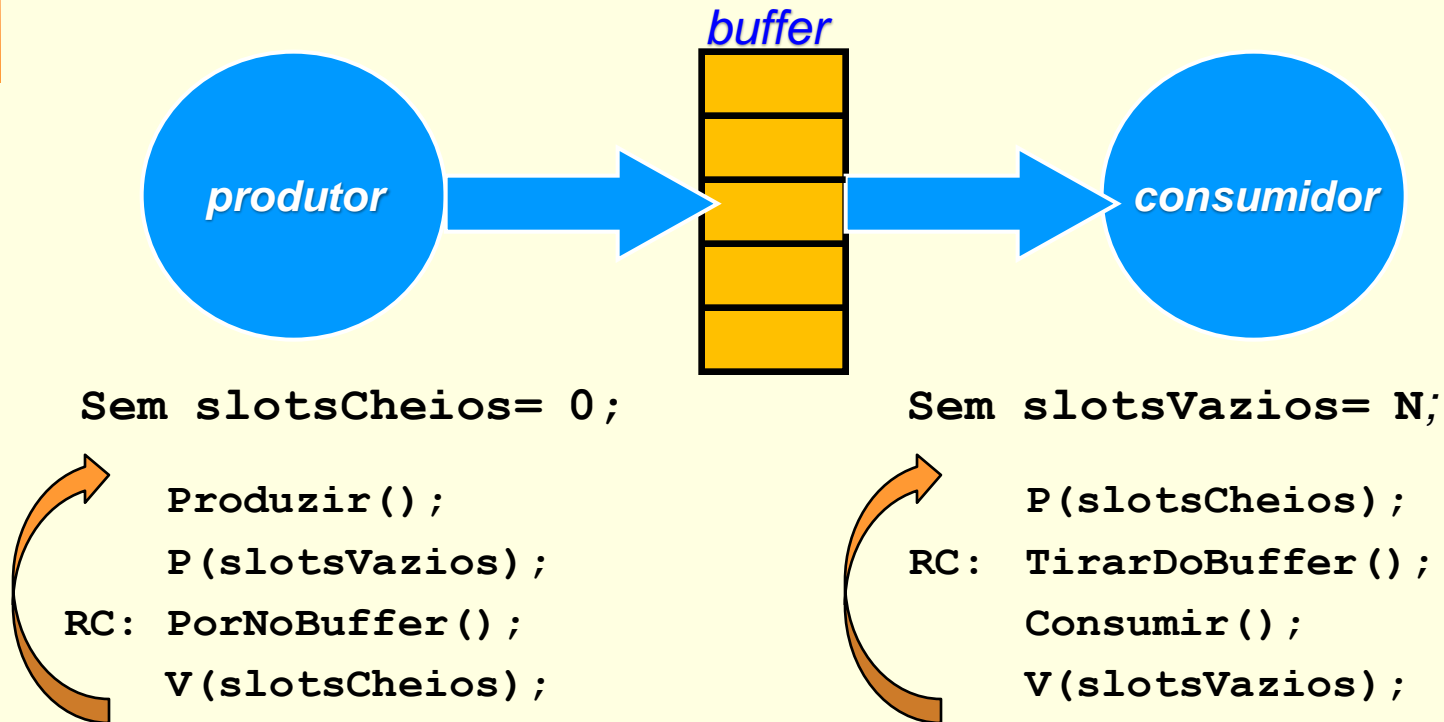 buffer
produtor
consumidor
Sem slotsCheios= 0;
Produzir();
P(slotsVazios);
RC: PorNoBuffer();
V(slotsCheios);
Sem slotsVazios= N;
P(slotsCheios);
RC: TirarDoBuffer();
Consumir();
V(slotsVazios);